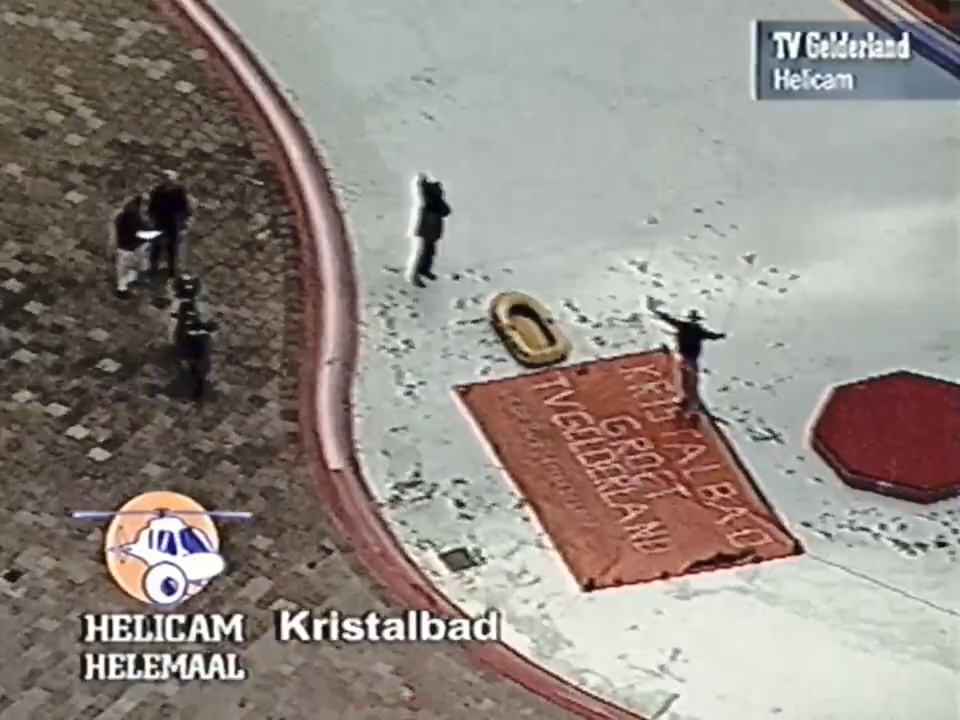 TV Gelderland
Helicam
KRISTALBAD
GROET
TVGELDERLAND
HELICAM
HELEMAAL
Kristalbad